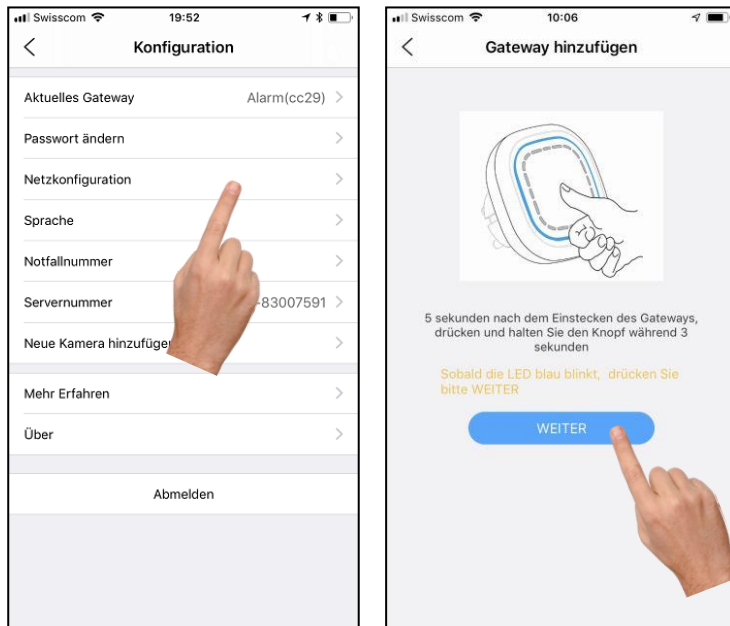 Swisscom 19:52
Konfiguration
Aktuelles Gateway Alarm(cc29)
Passwort ändern
Netzkonfiguration
Sprache
Notfallnummer
Servernummer -83007591
Neue Kamera hinzufüge
Mehr Erfahren
Über
Abmelden
Swisscom 10:06
Gateway hinzufügen
5 sekunden nach dem Einstecken des Gateways,
drücken und halten Sie den Knopf während 3
sekunden
Sobald die LED blau blinkt, drücken Sie
bitte WEITER
WEITER